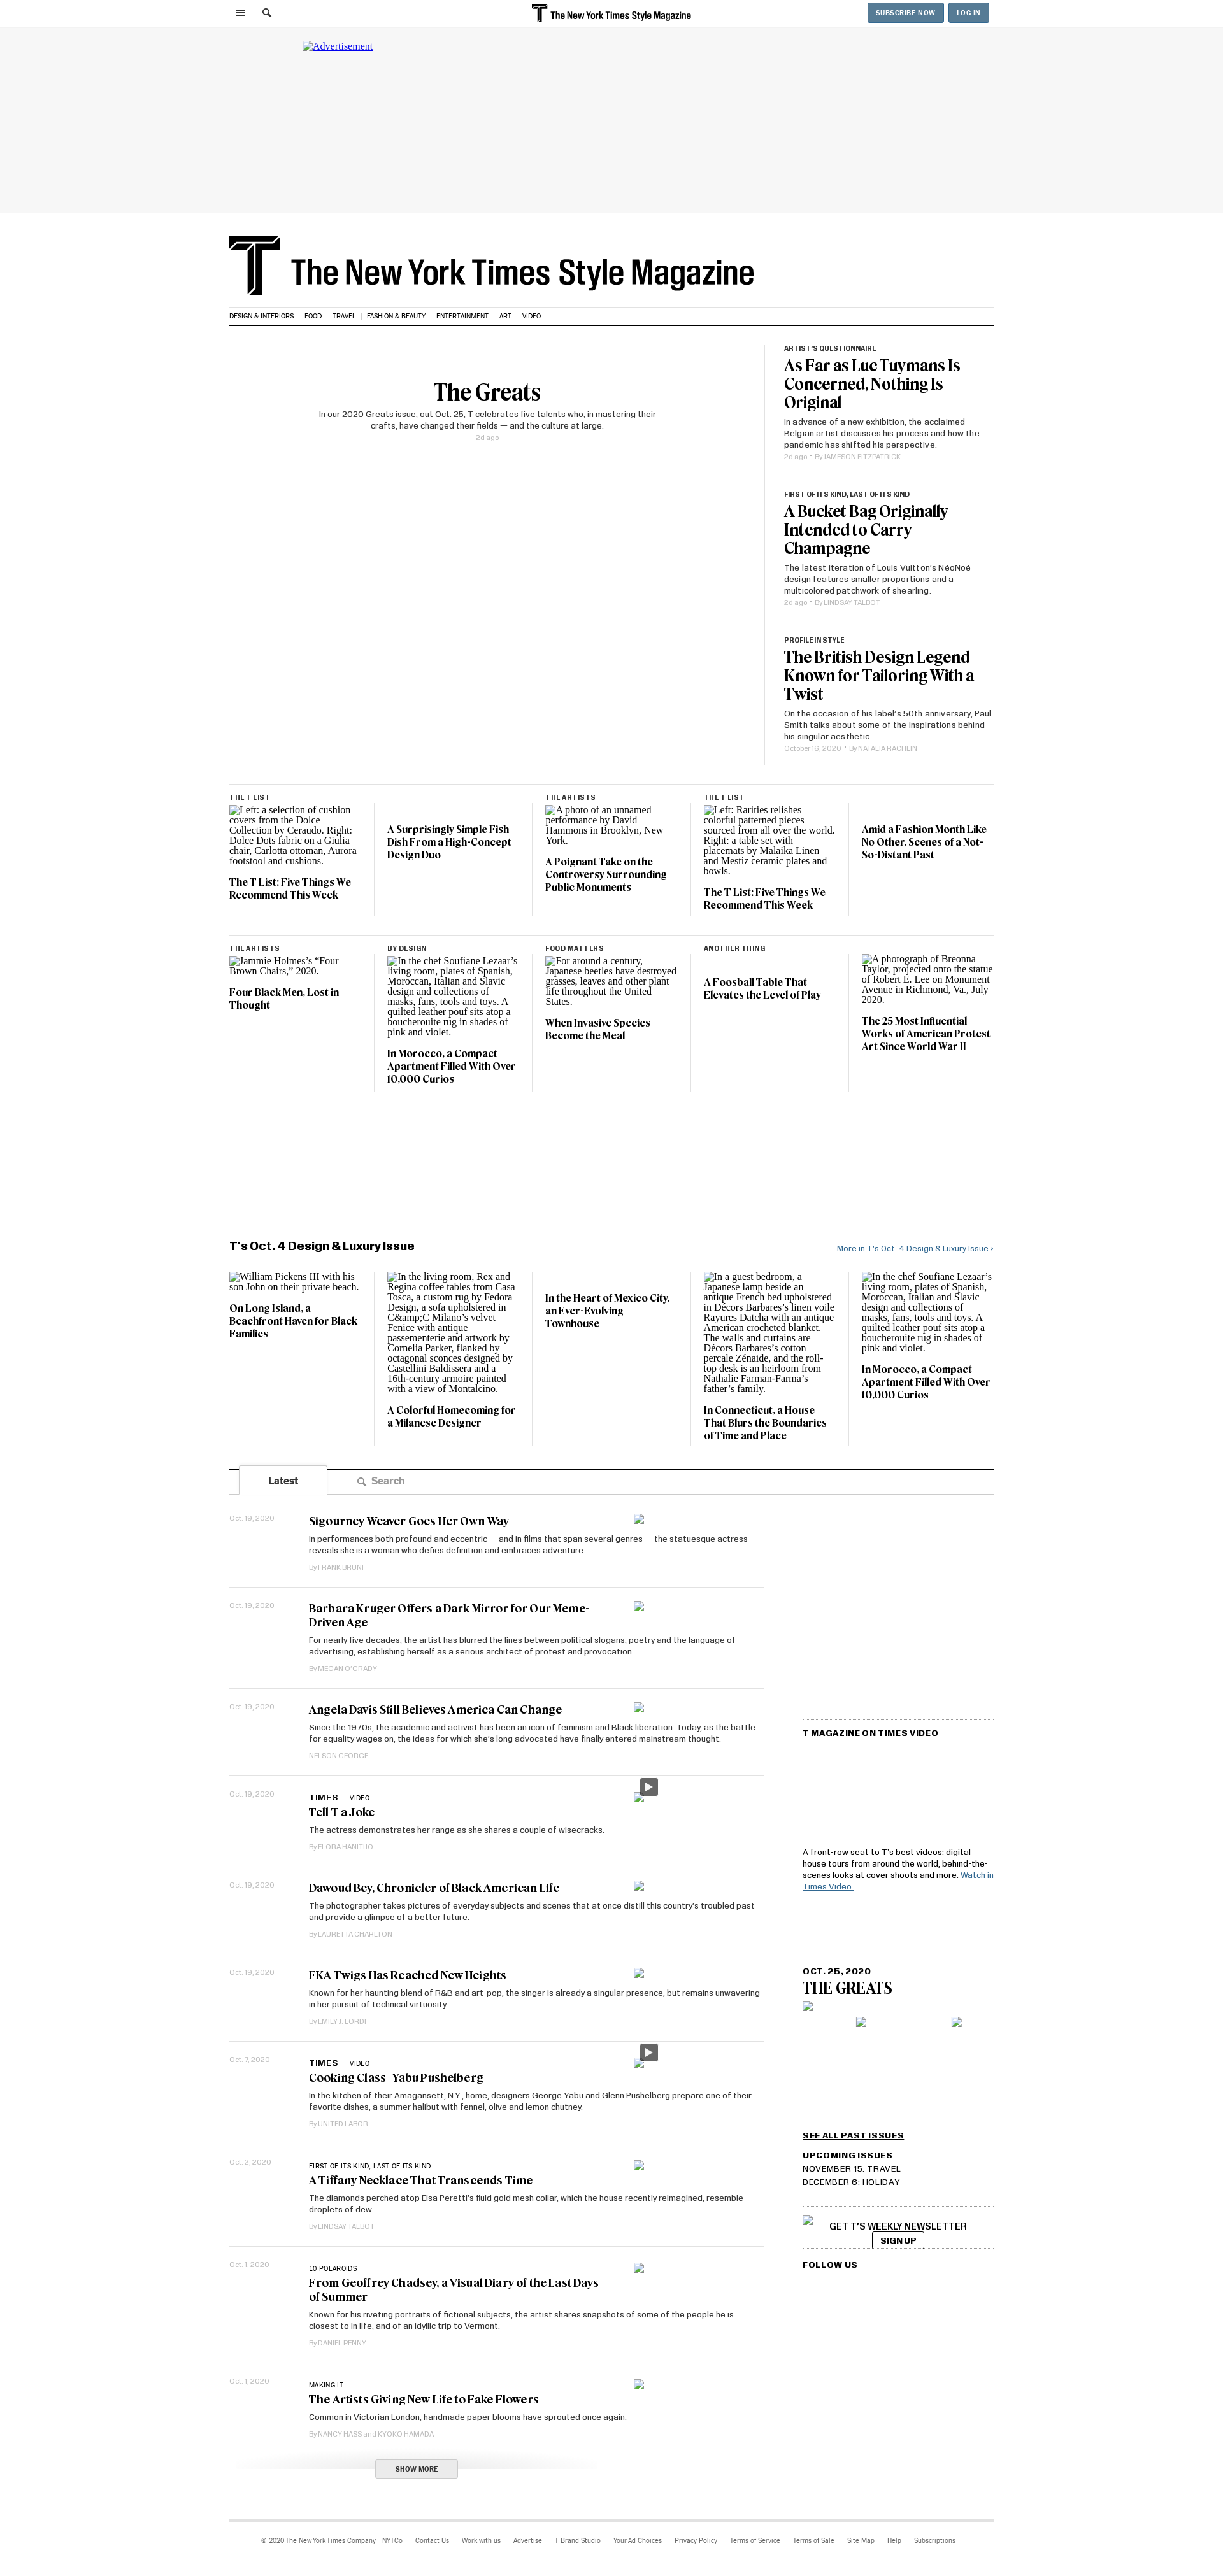 The New York Times Style Magazine
SUBSCRIBE NOW
LOG IN
Advertisement
The New York Times Style Magazine
DESIGN & INTERIORS | FOOD | TRAVEL | FASHION & BEAUTY | ENTERTAINMENT | ART | VIDEO
The Greats
In our 2020 Greats issue, out Oct. 25, T celebrates five talents who, in mastering their
crafts, have changed their fields — and the culture at large.
2d ago
ARTIST'S QUESTIONNAIRE
As Far as Luc Tuymans Is
Concerned, Nothing Is
Original
In advance of a new exhibition, the acclaimed
Belgian artist discusses his process and how the
pandemic has shifted his perspective.
2d ago • By JAMESON FITZPATRICK
FIRST OF ITS KIND, LAST OF ITS KIND
A Bucket Bag Originally
Intended to Carry
Champagne
The latest iteration of Louis Vuitton's NéoNoé
design features smaller proportions and a
multicolored patchwork of shearling.
2d ago • By LINDSAY TALBOT
PROFILE IN STYLE
The British Design Legend
Known for Tailoring With a
Twist
On the occasion of his label's 50th anniversary, Paul
Smith talks about some of the inspirations behind
his singular aesthetic.
October 16, 2020 • By NATALIA RACHLIN
THE T LIST
Left: a selection of cushion
covers from the Dolce
Collection by Ceraudo. Right:
Dolce Dots fabric on a Giulia
chair, Carlotta ottoman, Aurora
footstool and cushions.
The T List: Five Things We
Recommend This Week
A Surprisingly Simple Fish
Dish From a High-Concept
Design Duo
THE ARTISTS
A photo of an unnamed
performance by David
Hammons in Brooklyn, New
York.
A Poignant Take on the
Controversy Surrounding
Public Monuments
THE T LIST
Left: Rarities relishes
colorful patterned pieces
sourced from all over the world.
Right: a table set with
placemats by Malaika Linen
and Mestiz ceramic plates and
bowls.
The T List: Five Things We
Recommend This Week
Amid a Fashion Month Like
No Other, Scenes of a Not-
So-Distant Past
THE ARTISTS
Jammie Holmes's “Four
Brown Chairs,” 2020.
Four Black Men, Lost in
Thought
BY DESIGN
In the chef Soufiane Lezaar's
living room, plates of Spanish,
Moroccan, Italian and Slavic
design and collections of
masks, fans, tools and toys. A
quilted leather pouf sits atop a
boucherouite rug in shades of
pink and violet.
In Morocco, a Compact
Apartment Filled With Over
10,000 Curios
FOOD MATTERS
For around a century,
Japanese beetles have destroyed
grasses, leaves and other plant
life throughout the United
States.
When Invasive Species
Become the Meal
ANOTHER THING
A Foosball Table That
Elevates the Level of Play
A photograph of Breonna
Taylor, projected onto the statue
of Robert E. Lee on Monument
Avenue in Richmond, Va., July
2020.
The 25 Most Influential
Works of American Protest
Art Since World War II
T's Oct. 4 Design & Luxury Issue
More in T's Oct. 4 Design & Luxury Issue ›
William Pickens III with his
son John on their private beach.
On Long Island, a
Beachfront Haven for Black
Families
In the living room, Rex and
Regina coffee tables from Casa
Tosca, a custom rug by Fedora
Design, a sofa upholstered in
C&amp;C Milano's velvet
Fenice with antique
passementerie and artwork by
Cornelia Parker, flanked by
octagonal sconces designed by
Castellini Baldissera and a
16th-century armoire painted
with a view of Montalcino.
A Colorful Homecoming for
a Milanese Designer
In the Heart of Mexico City,
an Ever-Evolving
Townhouse
In a guest bedroom, a
Japanese lamp beside an
antique French bed upholstered
in Décors Barbares's linen voile
Rayures Datcha with an antique
American crocheted blanket.
The walls and curtains are
Décors Barbares's cotton
percale Zénaide, and the roll-
top desk is an heirloom from
Nathalie Farman-Farma's
father's family.
In Connecticut, a House
That Blurs the Boundaries
of Time and Place
In the chef Soufiane Lezaar's
living room, plates of Spanish,
Moroccan, Italian and Slavic
design and collections of
masks, fans, tools and toys. A
quilted leather pouf sits atop a
boucherouite rug in shades of
pink and violet.
In Morocco, a Compact
Apartment Filled With Over
10,000 Curios
Latest
Search
Oct. 19, 2020
Sigourney Weaver Goes Her Own Way
In performances both profound and eccentric — and in films that span several genres — the statuesque actress
reveals she is a woman who defies definition and embraces adventure.
By FRANK BRUNI
Oct. 19, 2020
Barbara Kruger Offers a Dark Mirror for Our Meme-
Driven Age
For nearly five decades, the artist has blurred the lines between political slogans, poetry and the language of
advertising, establishing herself as a serious architect of protest and provocation.
By MEGAN O'GRADY
Oct. 19, 2020
Angela Davis Still Believes America Can Change
Since the 1970s, the academic and activist has been an icon of feminism and Black liberation. Today, as the battle
for equality wages on, the ideas for which she's long advocated have finally entered mainstream thought.
NELSON GEORGE
Oct. 19, 2020
TIMES | VIDEO
Tell T a Joke
The actress demonstrates her range as she shares a couple of wisecracks.
By FLORA HANITIJO
Oct. 19, 2020
Dawoud Bey, Chronicler of Black American Life
The photographer takes pictures of everyday subjects and scenes that at once distill this country's troubled past
and provide a glimpse of a better future.
By LAURETTA CHARLTON
Oct. 19, 2020
FKA Twigs Has Reached New Heights
Known for her haunting blend of R&B and art-pop, the singer is already a singular presence, but remains unwavering
in her pursuit of technical virtuosity.
By EMILY J. LORDI
Oct. 7, 2020
TIMES | VIDEO
Cooking Class | Yabu Pushelberg
In the kitchen of their Amagansett, N.Y., home, designers George Yabu and Glenn Pushelberg prepare one of their
favorite dishes, a summer halibut with fennel, olive and lemon chutney.
By UNITED LABOR
Oct. 2, 2020
FIRST OF ITS KIND, LAST OF ITS KIND
A Tiffany Necklace That Transcends Time
The diamonds perched atop Elsa Peretti's fluid gold mesh collar, which the house recently reimagined, resemble
droplets of dew.
By LINDSAY TALBOT
Oct. 1, 2020
10 POLAROIDS
From Geoffrey Chadsey, a Visual Diary of the Last Days
of Summer
Known for his riveting portraits of fictional subjects, the artist shares snapshots of some of the people he is
closest to in life, and of an idyllic trip to Vermont.
By DANIEL PENNY
Oct. 1, 2020
MAKING IT
The Artists Giving New Life to Fake Flowers
Common in Victorian London, handmade paper blooms have sprouted once again.
By NANCY HASS and KYOKO HAMADA
SHOW MORE
T MAGAZINE ON TIMES VIDEO
A front-row seat to T's best videos: digital
house tours from around the world, behind-the-
scenes looks at cover shoots and more. Watch in
Times Video.
OCT. 25, 2020
THE GREATS
SEE ALL PAST ISSUES
UPCOMING ISSUES
NOVEMBER 15: TRAVEL
DECEMBER 6: HOLIDAY
GET T'S WEEKLY NEWSLETTER
SIGN UP
FOLLOW US
© 2020 The New York Times Company NYTCo Contact Us Work with us Advertise T Brand Studio Your Ad Choices Privacy Policy Terms of Service Terms of Sale Site Map Help Subscriptions